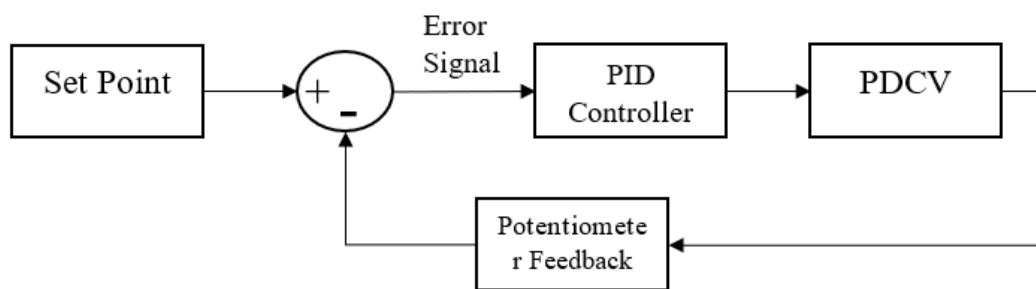 Set Point
+
-
Error
Signal
PID
Controller
PDCV
Potentiomete
r Feedback